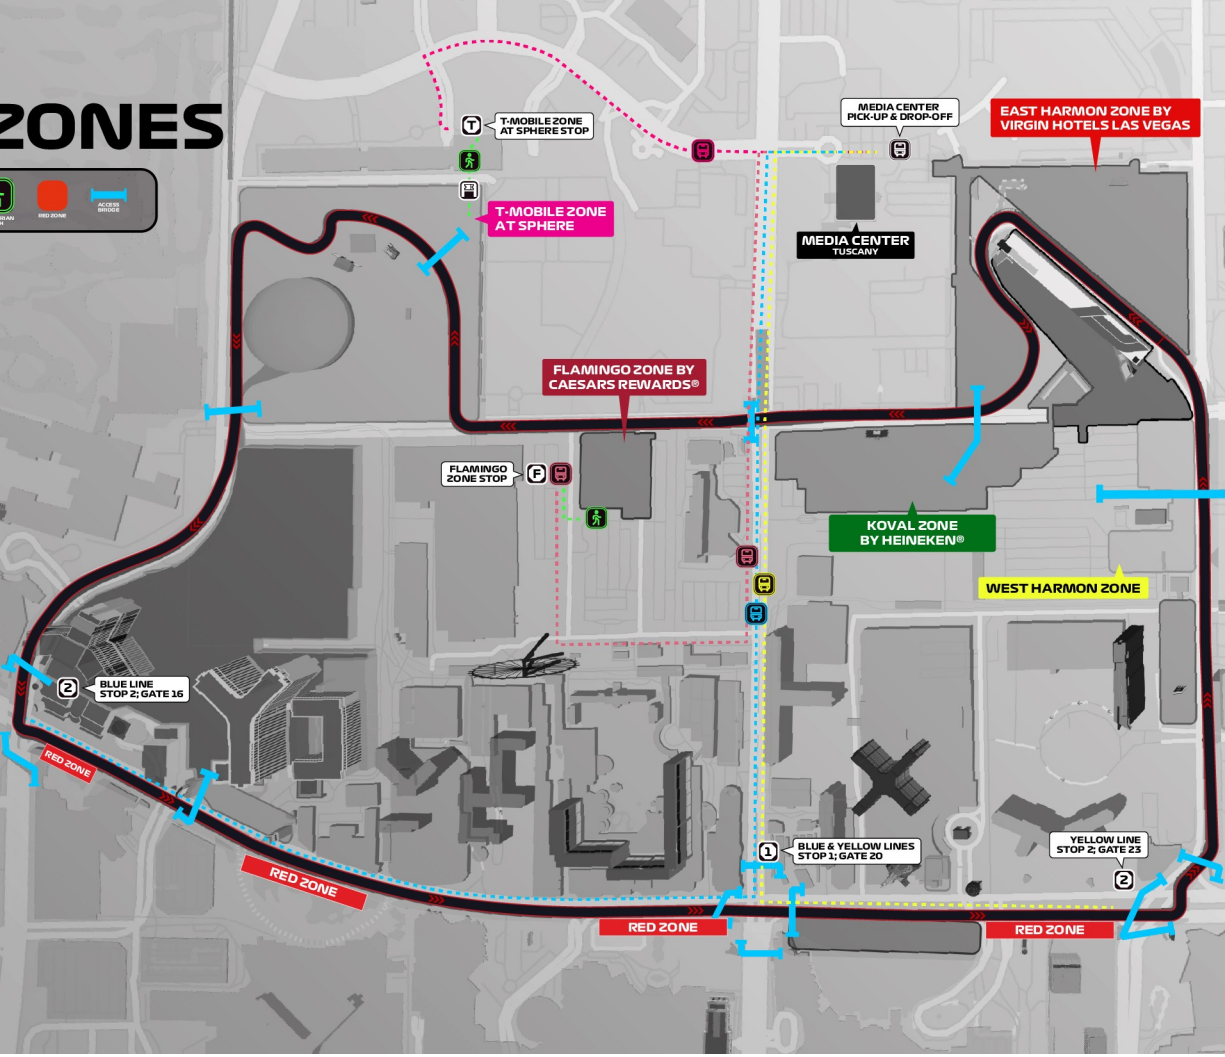 ZONES
RED ZONE
ACCESS
BRIDGE
T
T-MOBILE ZONE
AT SPHERE STOP
T-MOBILE ZONE
AT SPHERE
MEDIA CENTER
PICK-UP & DROP-OFF
EAST HARMON ZONE BY
VIRGIN HOTELS LAS VEGAS
MEDIA CENTER
TUSCANY
FLAMINGO ZONE BY
CAESARS REWARDS®
FLAMINGO
ZONE STOP
F
KOVAL ZONE
BY HEINEKEN®
WEST HARMON ZONE
2
BLUE LINE
STOP 2; GATE 16
RED ZONE
RED ZONE
1
BLUE & YELLOW LINES
STOP 1; GATE 20
YELLOW LINE
STOP 2; GATE 23
2
RED ZONE
RED ZONE